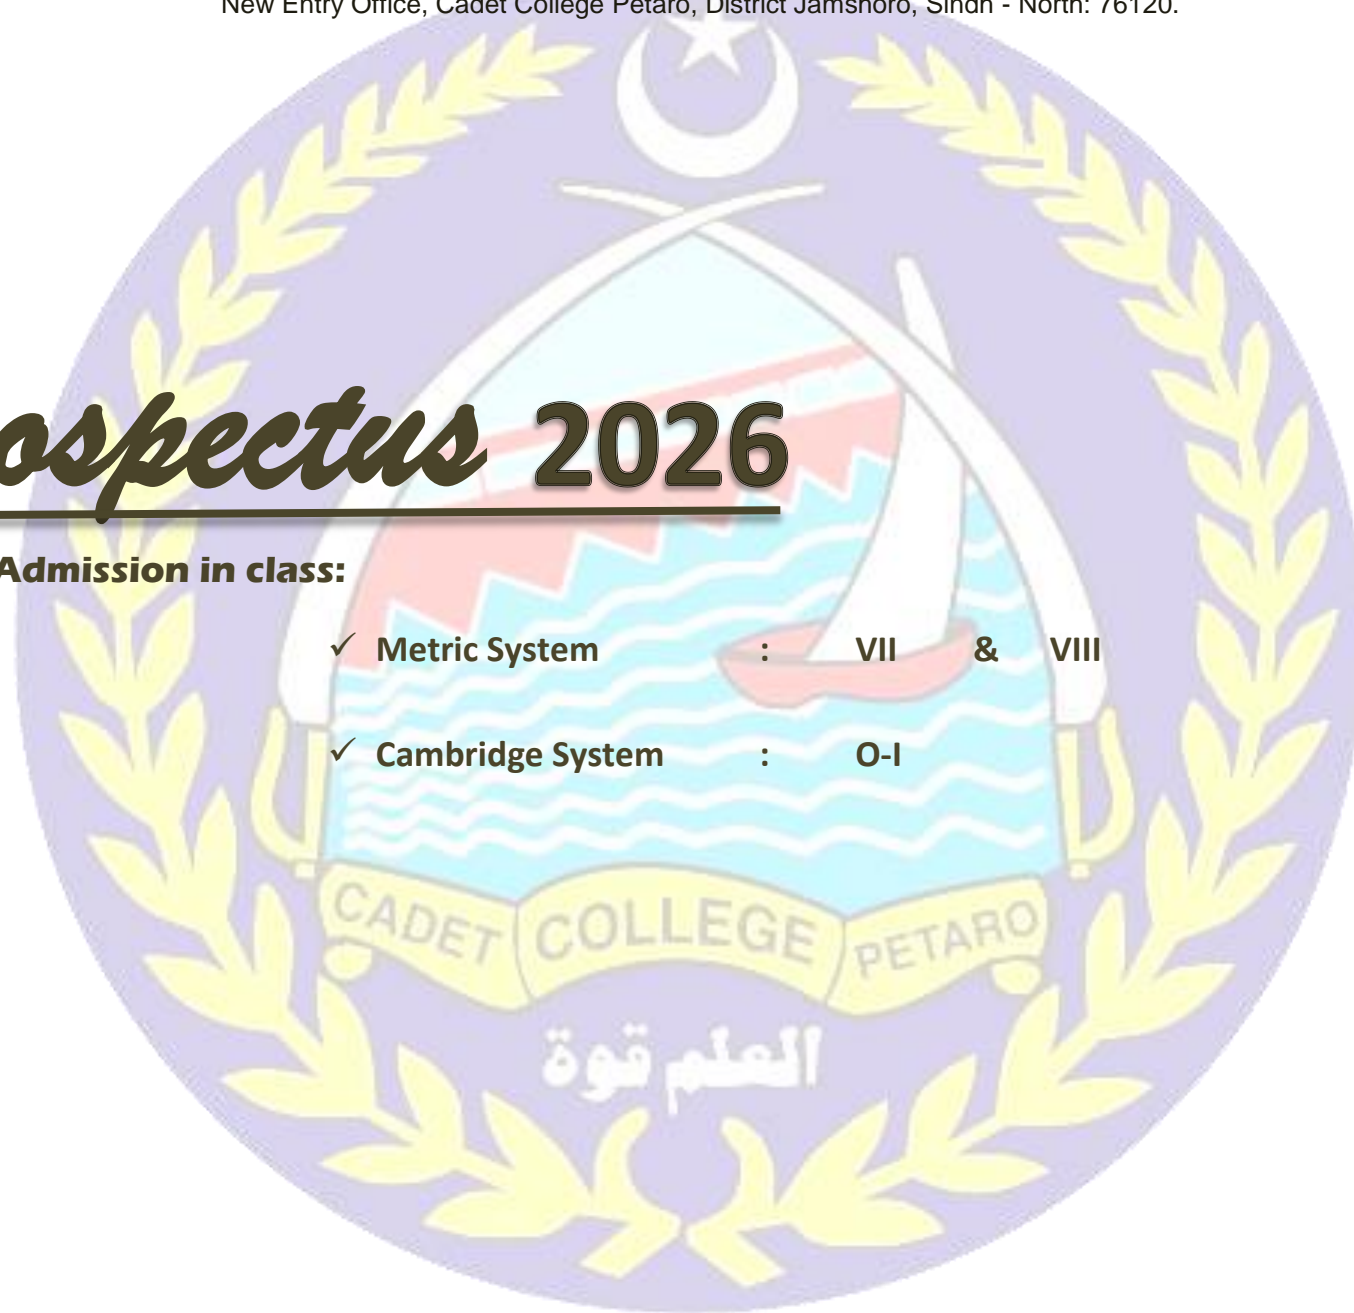 New Entry Office, Cadet College Petaro, District Jamshoro, Sindh - North: 76120.
ospectus 2026
Admission in class:
✓ Metric System : VII & VIII
✓ Cambridge System : O-I
CADET COLLEGE PETARO
العلم قوة